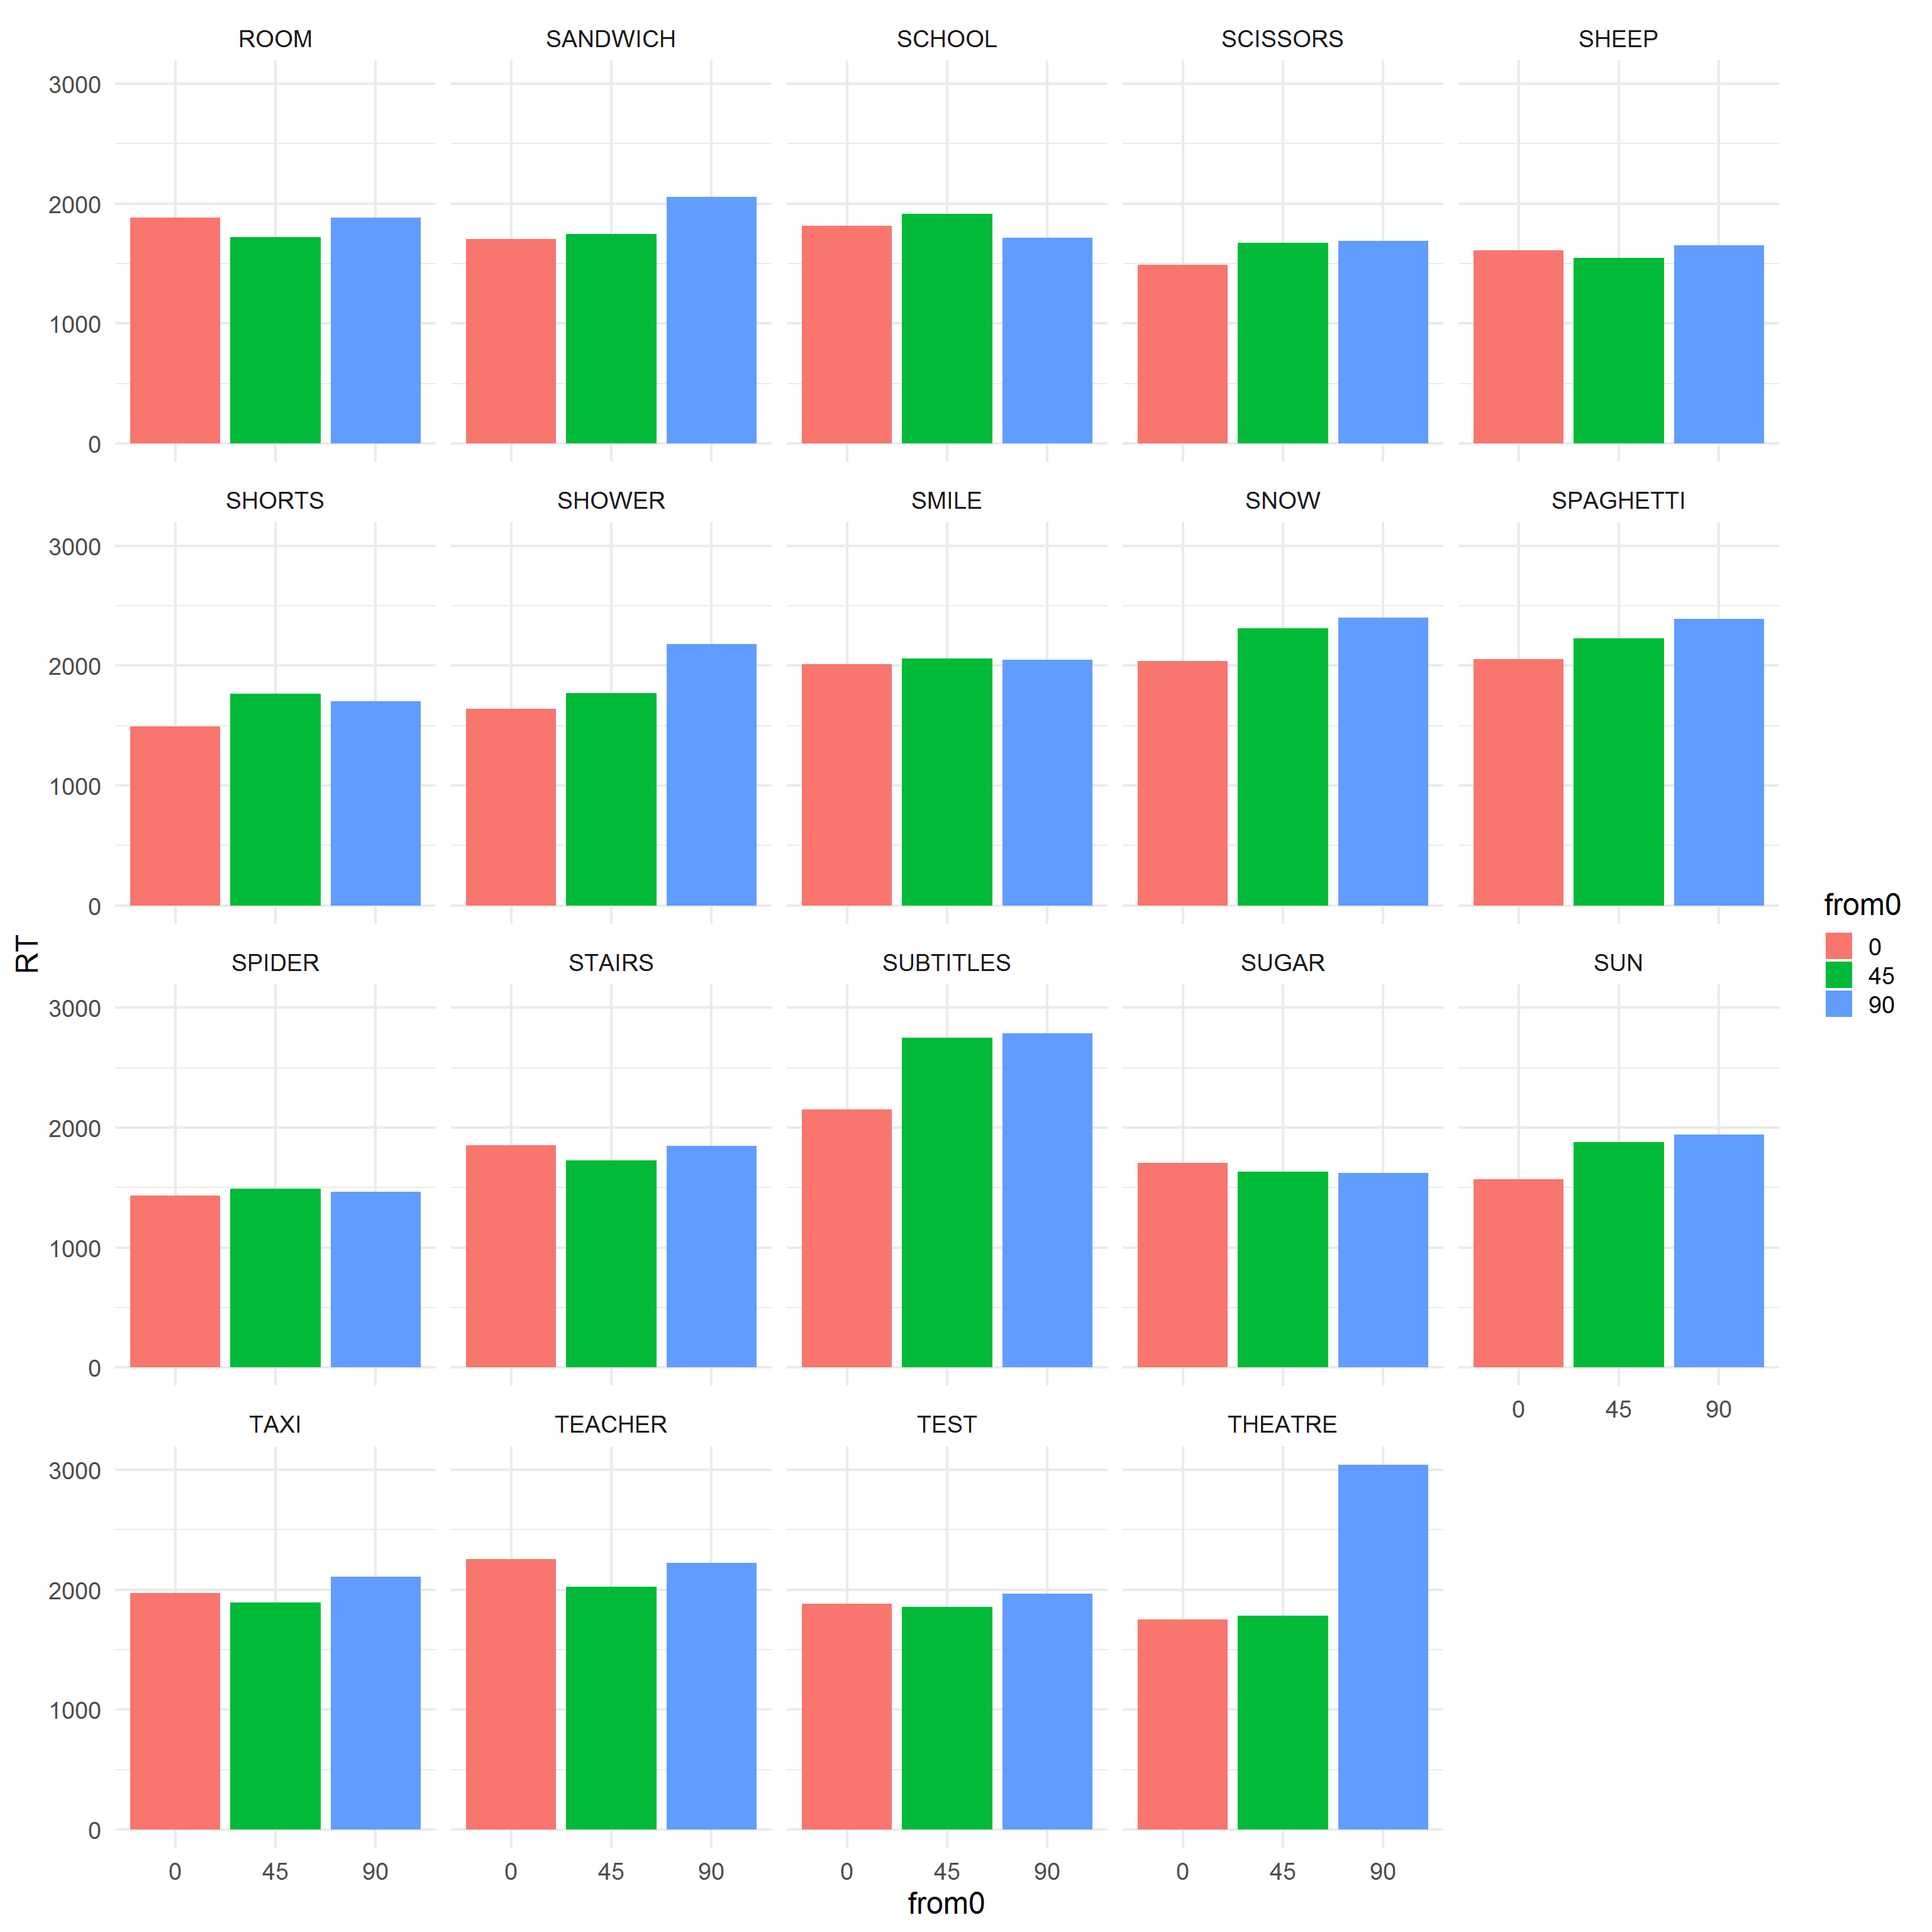 ROOM SANDWICH SCHOOL SCISSORS SHEEP
3000
2000
1000
0
SHORTS SHOWER SMILE SNOW SPAGHETTI
3000
2000
1000
0
from0
0
45
90
RT
SPIDER STAIRS SUBTITLES SUGAR SUN
3000
2000
1000
0
0 45 90
TAXI TEACHER TEST THEATRE
3000
2000
1000
0
0 45 90 0 45 90 0 45 90 0 45 90
from0